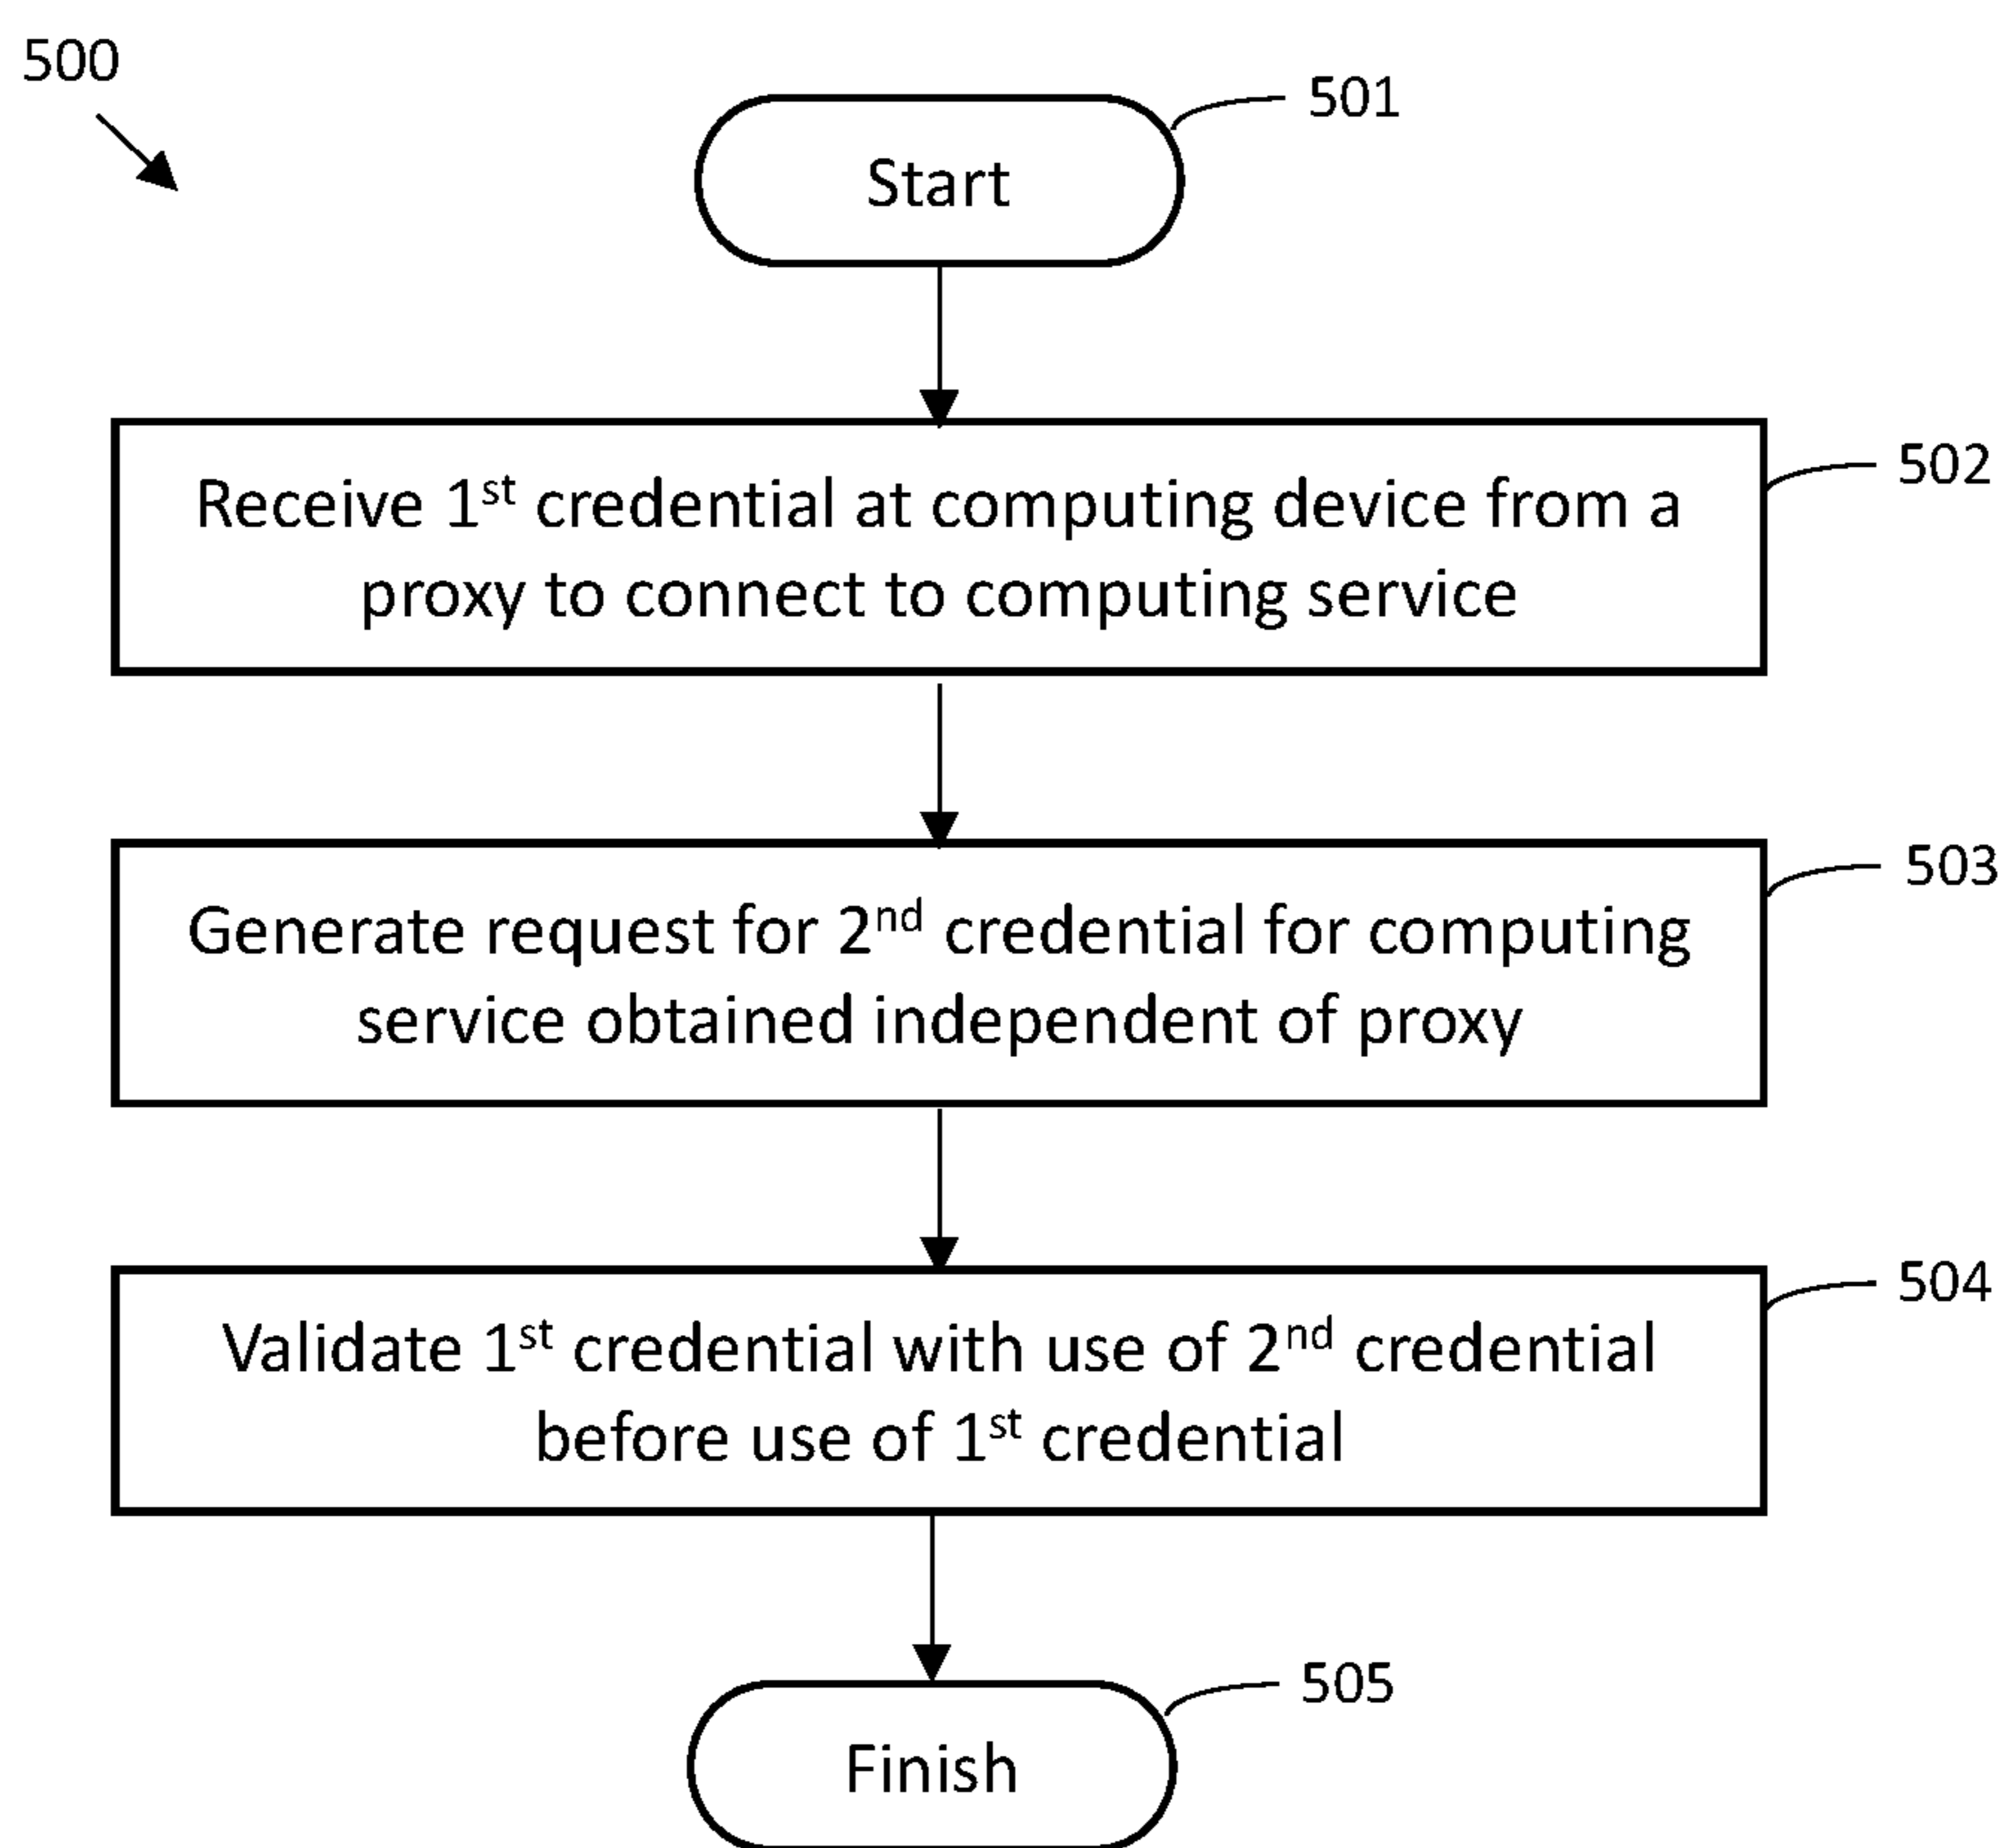 500
501
Start
502
Receive 1st credential at computing device from a
proxy to connect to computing service
503
Generate request for 2nd credential for computing
service obtained independent of proxy
504
Validate 1st credential with use of 2nd credential
before use of 1st credential
505
Finish